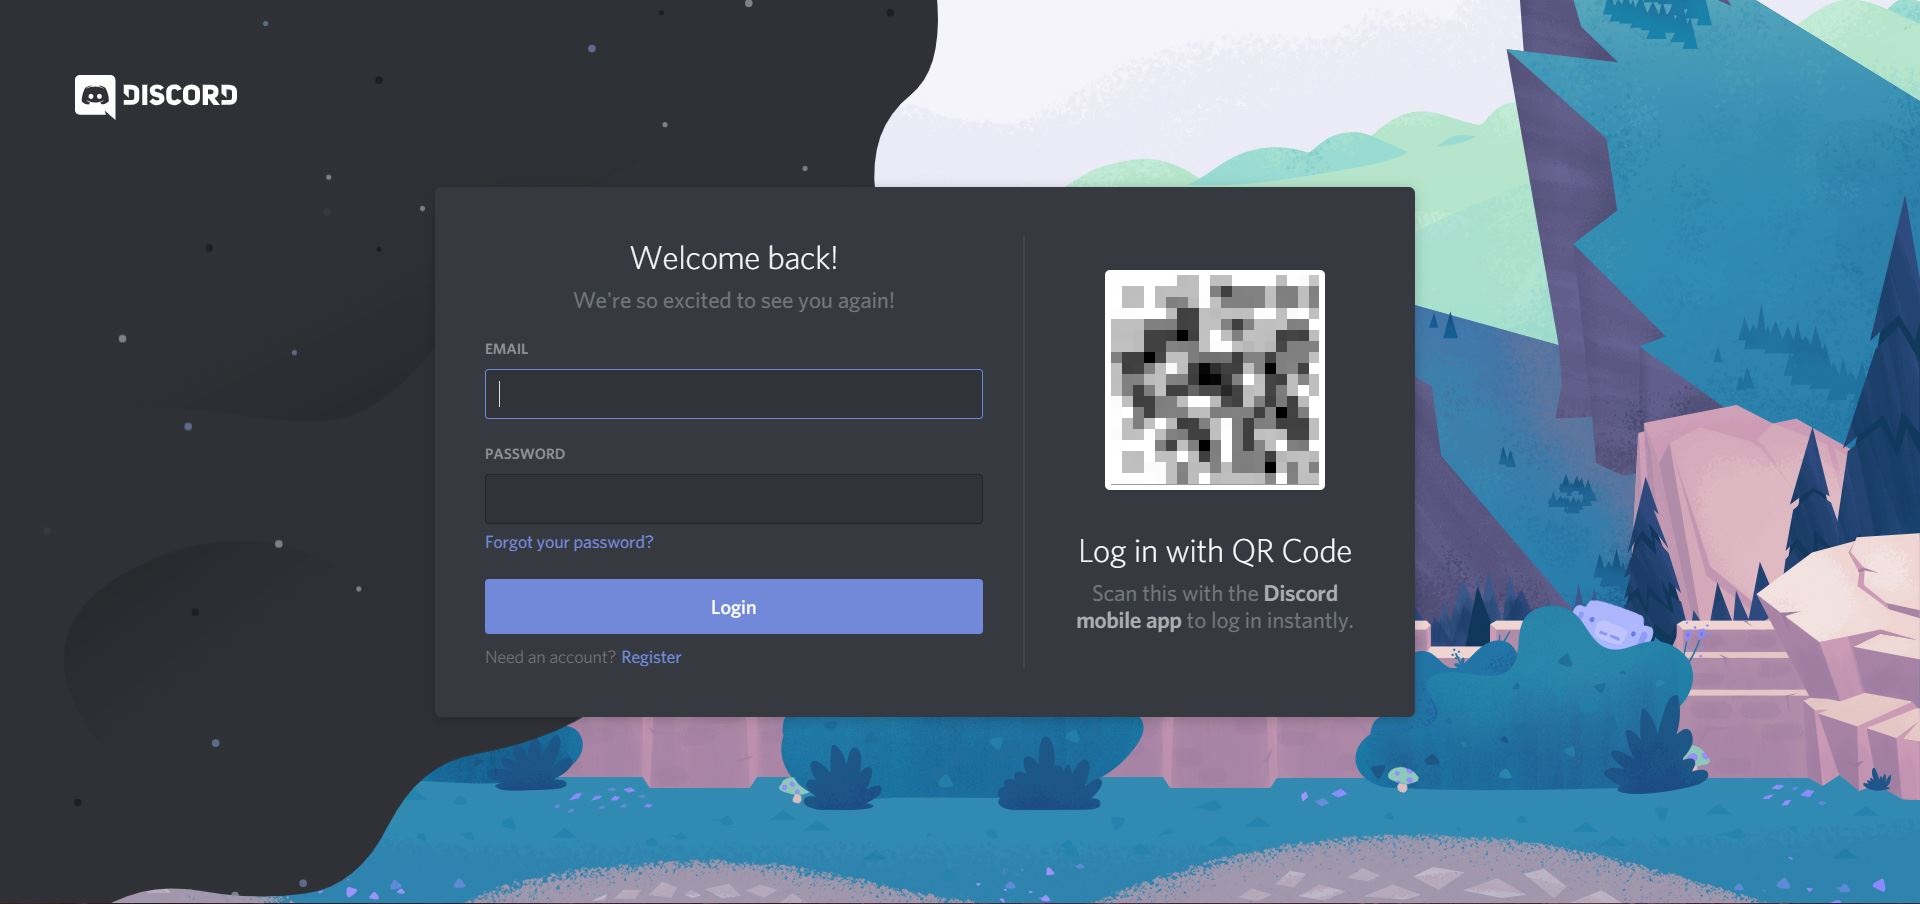 DISCORD
Welcome back!
We're so excited to see you again!
EMAIL
PASSWORD
Forgot your password?
Login
Need an account? Register
Log in with QR Code
Scan this with the Discord
mobile app to log in instantly.